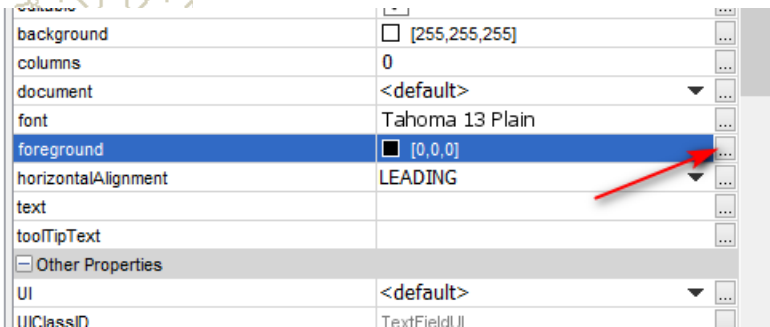 editable
background [255,255,255] ...
columns 0 ...
document <default> ...
font Tahoma 13 Plain ...
foreground [0,0,0] ...
horizontalAlignment LEADING ...
text ...
toolTipText ...
Other Properties
UI <default> ...
UIClassID TextFieldUI